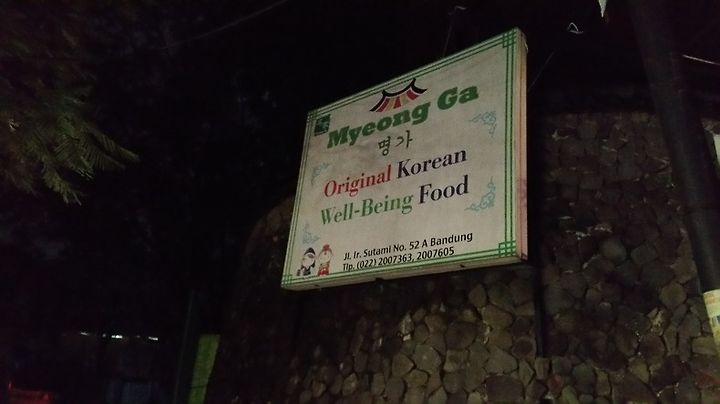 Myeong Ga
명가
Original Korean
Well-Being Food
Jl. Ir. Sutami No. 52 A Bandung
Tlp. (022) 2007363, 2007605